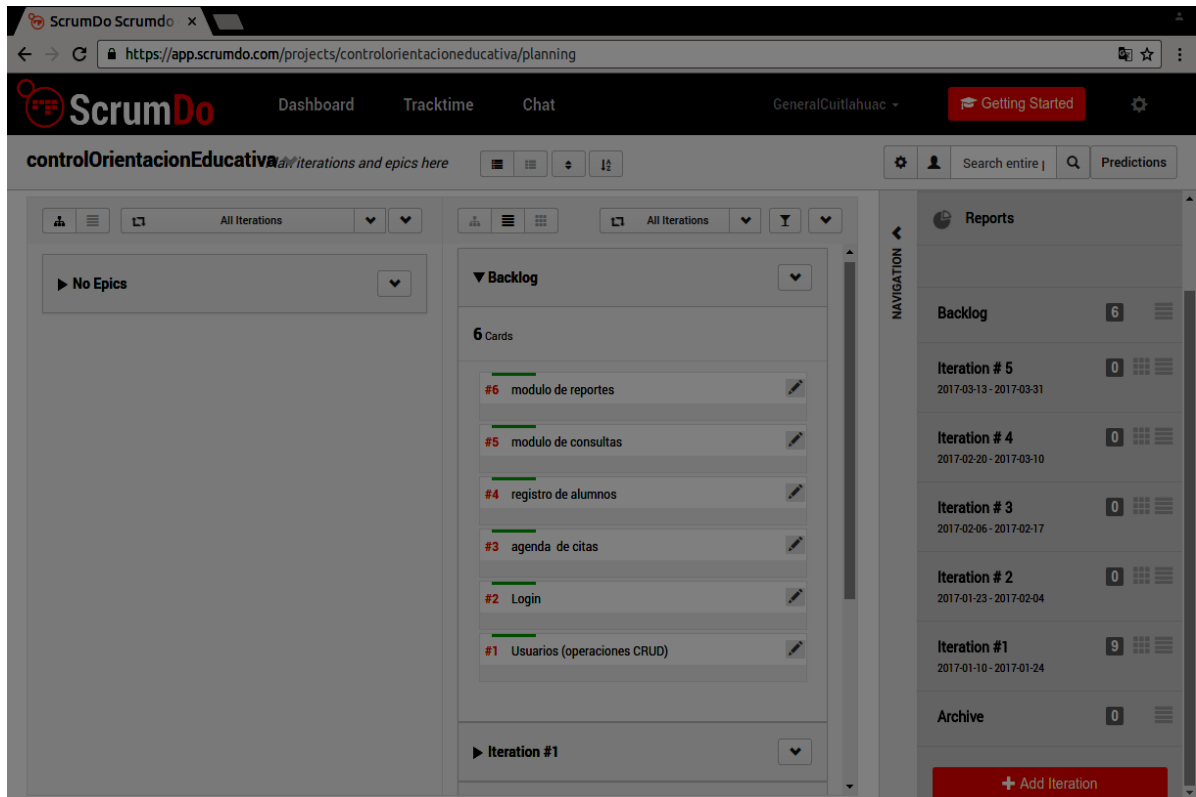 ScrumDo Scrumdo
https://app.scrumdo.com/projects/controlorientacioneducativa/planning
ScrumDo Dashboard Tracktime Chat GeneralCuitlahuac Getting Started
controlOrientacionEducativa iterations and epics here Search entire Predictions
All Iterations All Iterations
No Epics
Backlog
6 Cards
#6 modulo de reportes
#5 modulo de consultas
#4 registro de alumnos
#3 agenda de citas
#2 Login
#1 Usuarios (operaciones CRUD)
Iteration #1
NAVIGATION
Reports
Backlog 6
Iteration # 5 0
2017-03-13 - 2017-03-31
Iteration # 4 0
2017-02-20 - 2017-03-10
Iteration # 3 0
2017-02-06 - 2017-02-17
Iteration # 2 0
2017-01-23 - 2017-02-04
Iteration #1 9
2017-01-10 - 2017-01-24
Archive 0
+ Add Iteration